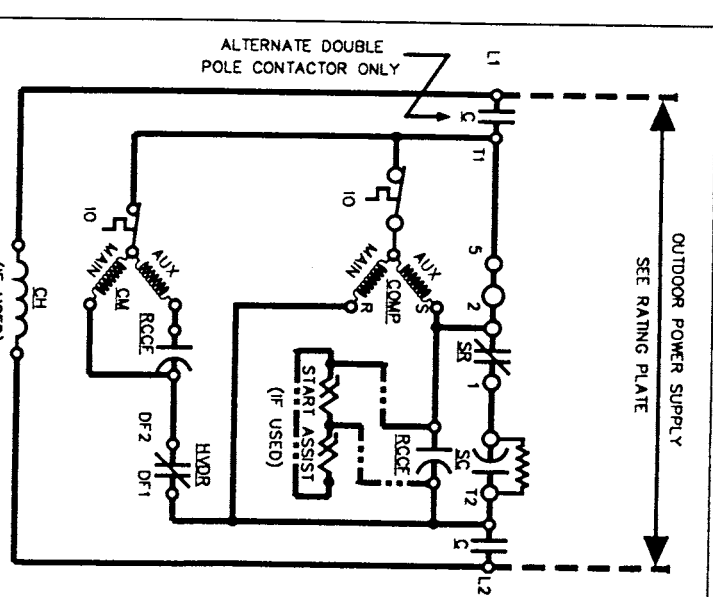 ALTERNATE DOUBLE
POLE CONTACTOR ONLY
L1
C
T1
OUTDOOR POWER SUPPLY
SEE RATING PLATE
IO
IO
5
2
MAIN
AUX
COMP
R
S
MAIN
AUX
CM
RCCF
SR
1
CH
(IF USED)
START ASSIST
(IF USED)
RCCF
SC
T2
DF2
HVDR
DF1
C
L2